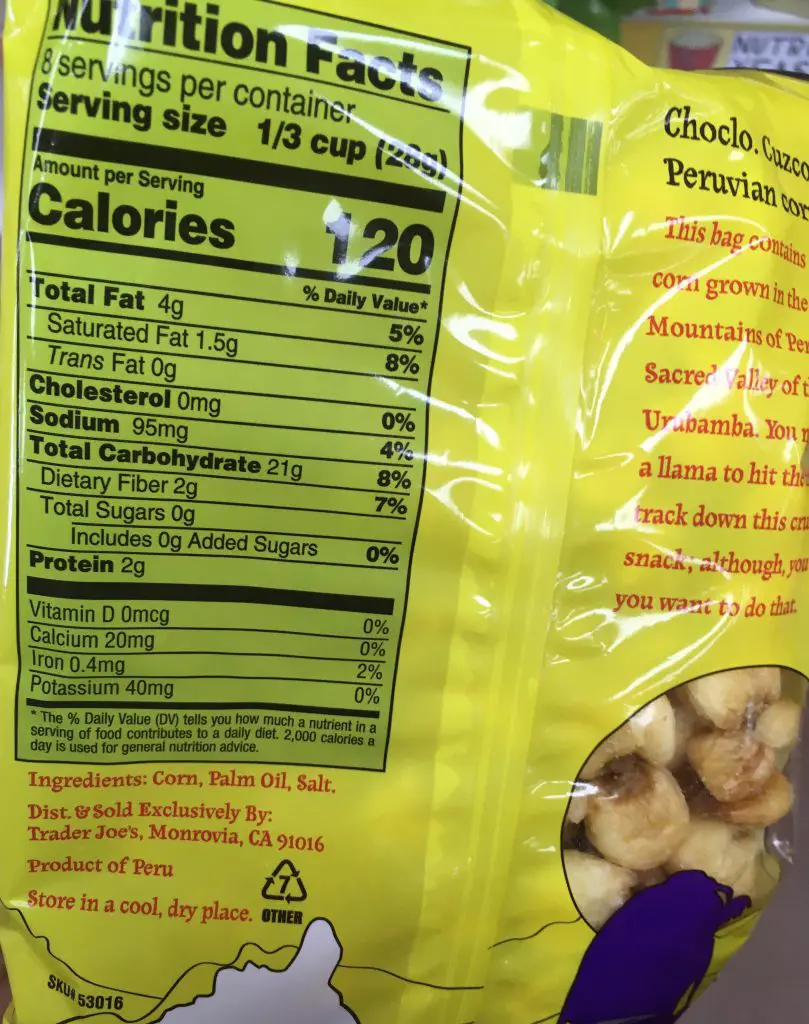 Nutrition Facts
8 servings per container
Serving size 1/3 cup (28g)
Amount per Serving
Calories 120
% Daily Value*
Total Fat 4g 5%
Saturated Fat 1.5g 8%
Trans Fat 0g
Cholesterol 0mg 0%
Sodium 95mg 4%
Total Carbohydrate 21g 8%
Dietary Fiber 2g 7%
Total Sugars 0g
Includes 0g Added Sugars 0%
Protein 2g
Vitamin D 0mcg 0%
Calcium 20mg 0%
Iron 0.4mg 2%
Potassium 40mg 0%
* The % Daily Value (DV) tells you how much a nutrient in a
serving of food contributes to a daily diet. 2,000 calories a
day is used for general nutrition advice.
Ingredients: Corn, Palm Oil, Salt.
Dist. & Sold Exclusively By:
Trader Joe's, Monrovia, CA 91016
Product of Peru
Store in a cool, dry place.
7
OTHER
SKU# 53016
Choclo. Cuzco
Peruvian cor
This bag contains
corn grown in the
Mountains of Per
Sacred Valley of t
Urubamba. You
a llama to hit the
track down this cru
snack; although, you
you want to do that.